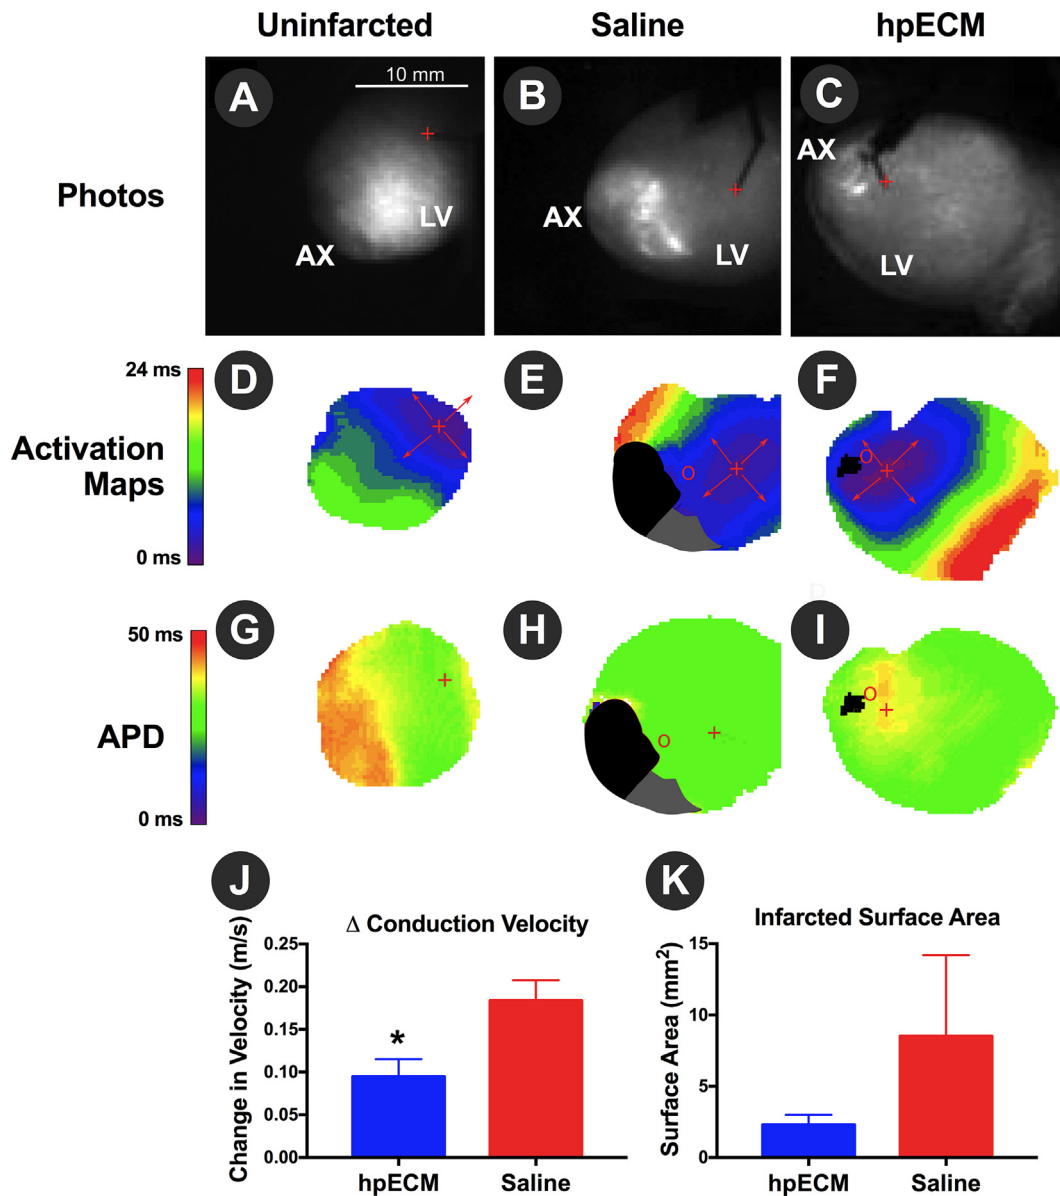 Uninfarcted
Saline
hpECM
Photos
A
10 mm
LV
AX
B
AX
LV
C
AX
LV
Activation
Maps
24 ms
0 ms
D
E
O
F
O
APD
50 ms
0 ms
G
H
O
I
O
J
Δ Conduction Velocity
Change in Velocity (m/s)
0.25
0.20
0.15
0.10
0.05
0.00
*
hpECM
Saline
K
Infarcted Surface Area
Surface Area (mm²)
15
10
5
0
hpECM
Saline